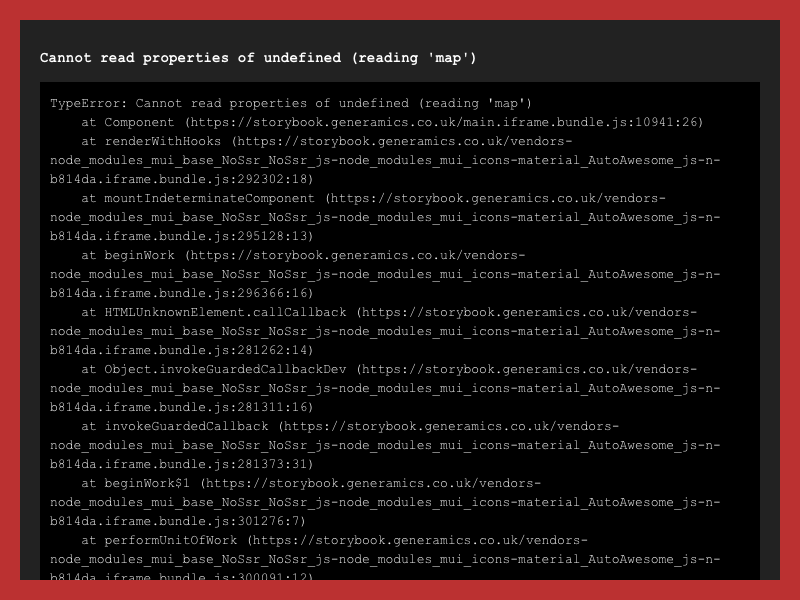 Cannot read properties of undefined (reading 'map')
TypeError: Cannot read properties of undefined (reading 'map')
at Component (https://storybook.generamics.co.uk/main.iframe.bundle.js:10941:26)
at renderWithHooks (https://storybook.generamics.co.uk/vendors-
node_modules_mui_base_NoSsr_NoSsr_js-node_modules_mui_icons-material_AutoAwesome_js-n-
b814da.iframe.bundle.js:292302:18)
at mountIndeterminateComponent (https://storybook.generamics.co.uk/vendors-
node_modules_mui_base_NoSsr_NoSsr_js-node_modules_mui_icons-material_AutoAwesome_js-n-
b814da.iframe.bundle.js:295128:13)
at beginWork (https://storybook.generamics.co.uk/vendors-
node_modules_mui_base_NoSsr_NoSsr_js-node_modules_mui_icons-material_AutoAwesome_js-n-
b814da.iframe.bundle.js:296366:16)
at HTMLUnknownElement.callCallback (https://storybook.generamics.co.uk/vendors-
node_modules_mui_base_NoSsr_NoSsr_js-node_modules_mui_icons-material_AutoAwesome_js-n-
b814da.iframe.bundle.js:281262:14)
at Object.invokeGuardedCallbackDev (https://storybook.generamics.co.uk/vendors-
node_modules_mui_base_NoSsr_NoSsr_js-node_modules_mui_icons-material_AutoAwesome_js-n-
b814da.iframe.bundle.js:281311:16)
at invokeGuardedCallback (https://storybook.generamics.co.uk/vendors-
node_modules_mui_base_NoSsr_NoSsr_js-node_modules_mui_icons-material_AutoAwesome_js-n-
b814da.iframe.bundle.js:281373:31)
at beginWork$1 (https://storybook.generamics.co.uk/vendors-
node_modules_mui_base_NoSsr_NoSsr_js-node_modules_mui_icons-material_AutoAwesome_js-n-
b814da.iframe.bundle.js:301276:7)
at performUnitOfWork (https://storybook.generamics.co.uk/vendors-
node_modules_mui_base_NoSsr_NoSsr_js-node_modules_mui_icons-material_AutoAwesome_js-n-
b814da.iframe.bundle.js:300091:12)